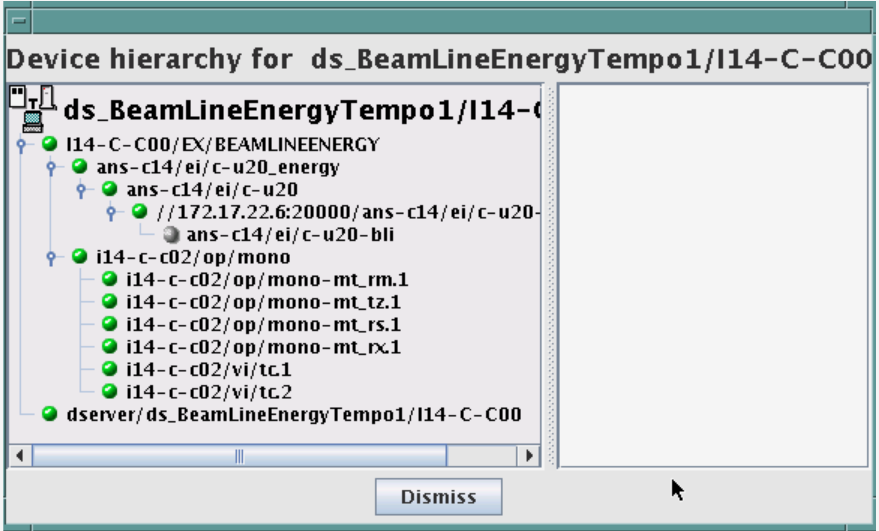 Device hierarchy for ds_BeamLineEnergyTempo1/I14-C-C00
ds_BeamLineEnergyTempo1/I14-
I14-C-C00/EX/BEAMLINEENERGY
ans-c14/ei/c-u20_energy
ans-c14/ei/c-u20
//172.17.22.6:20000/ans-c14/ei/c-u20-
ans-c14/ei/c-u20-bli
i14-c-c02/op/mono
i14-c-c02/op/mono-mt_rm.1
i14-c-c02/op/mono-mt_tz.1
i14-c-c02/op/mono-mt_rs.1
i14-c-c02/op/mono-mt_rx.1
i14-c-c02/vi/tc.1
i14-c-c02/vi/tc.2
dserver/ds_BeamLineEnergyTempo1/I14-C-C00
Dismiss